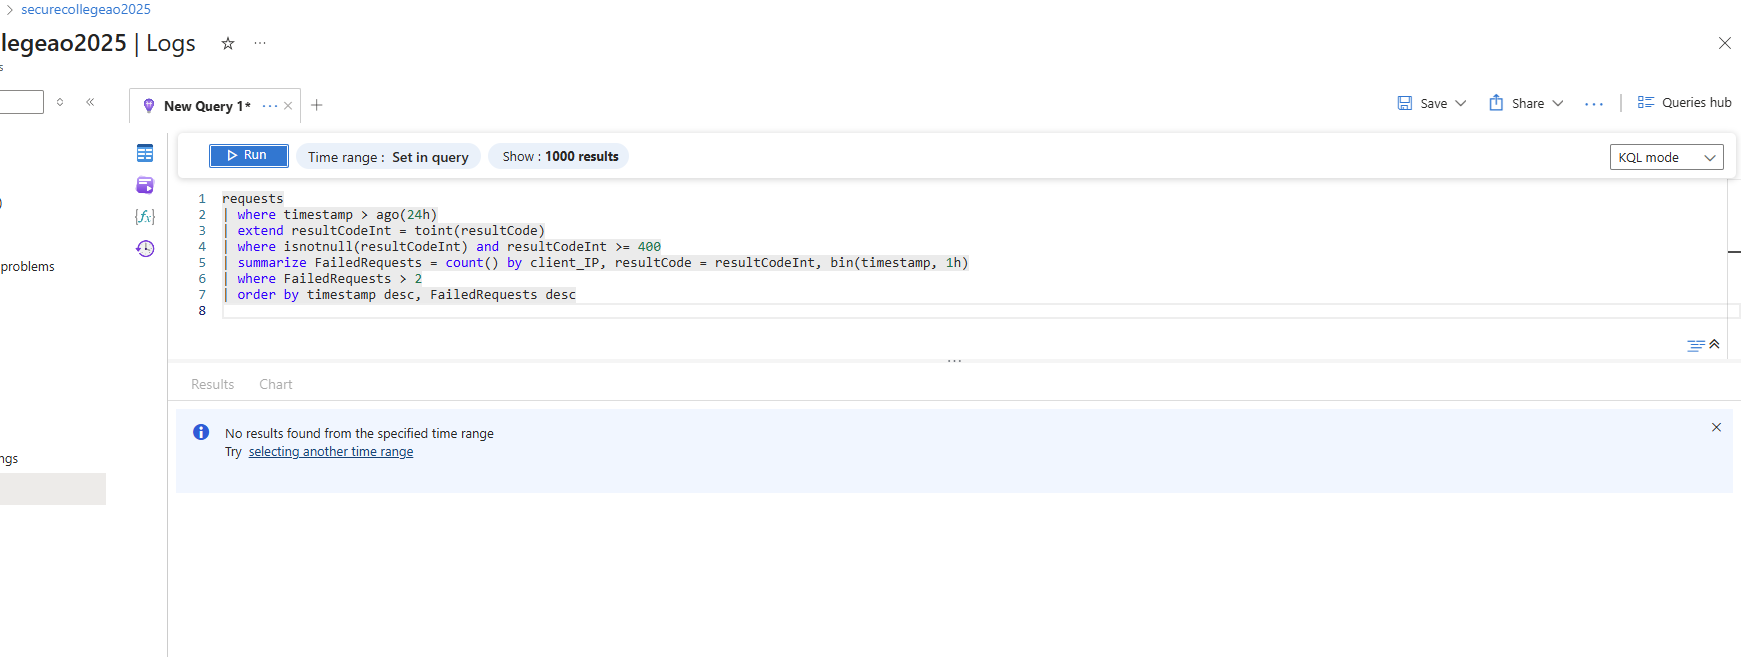 securecollegeao2025
legeao2025 | Logs
s
New Query 1*
Save
Share
Queries hub
Run
Time range : Set in query
Show : 1000 results
KQL mode
1 requests
2 | where timestamp > ago(24h)
3 | extend resultCodeInt = toint(resultCode)
4 | where isnotnull(resultCodeInt) and resultCodeInt >= 400
5 | summarize FailedRequests = count() by client_IP, resultCode = resultCodeInt, bin(timestamp, 1h)
6 | where FailedRequests > 2
7 | order by timestamp desc, FailedRequests desc
8
)
problems
ngs
Results Chart
No results found from the specified time range
Try selecting another time range